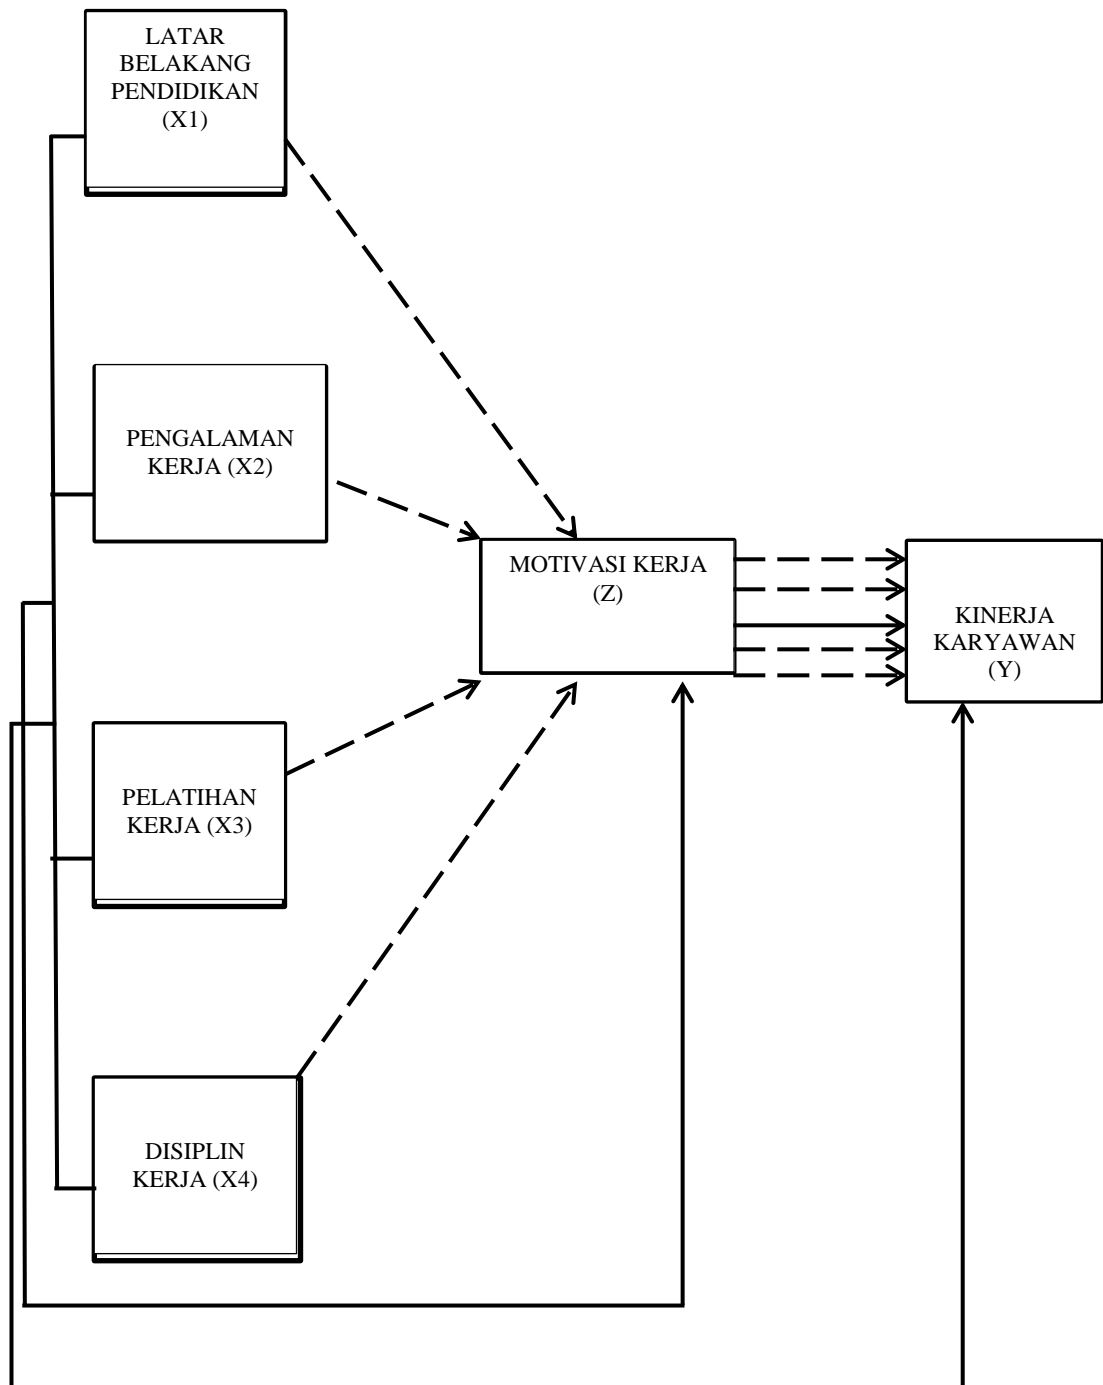 LATAR
BELAKANG
PENDIDIKAN
(X1)
PENGALAMAN
KERJA (X2)
MOTIVASI KERJA
(Z)
KINERJA
KARYAWAN
(Y)
PELATIHAN
KERJA (X3)
DISIPLIN
KERJA (X4)